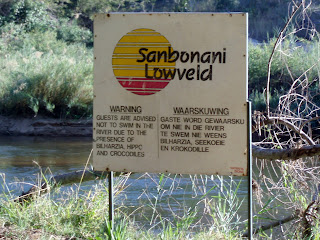 Sanbonani
Lowveld
WARNING
GUESTS ARE ADVISED
NOT TO SWIM IN THE
RIVER DUE TO THE
PRESENCE OF
BILHARZIA, HIPPO
AND CROCODILES
WAARSKUWING
GASTE WORD GEWAARSKU
OM NIE IN DIE RIVIER
TE SWEM NIE WEENS
BILHARZIA, SEEKOEIE
EN KROKODILLE